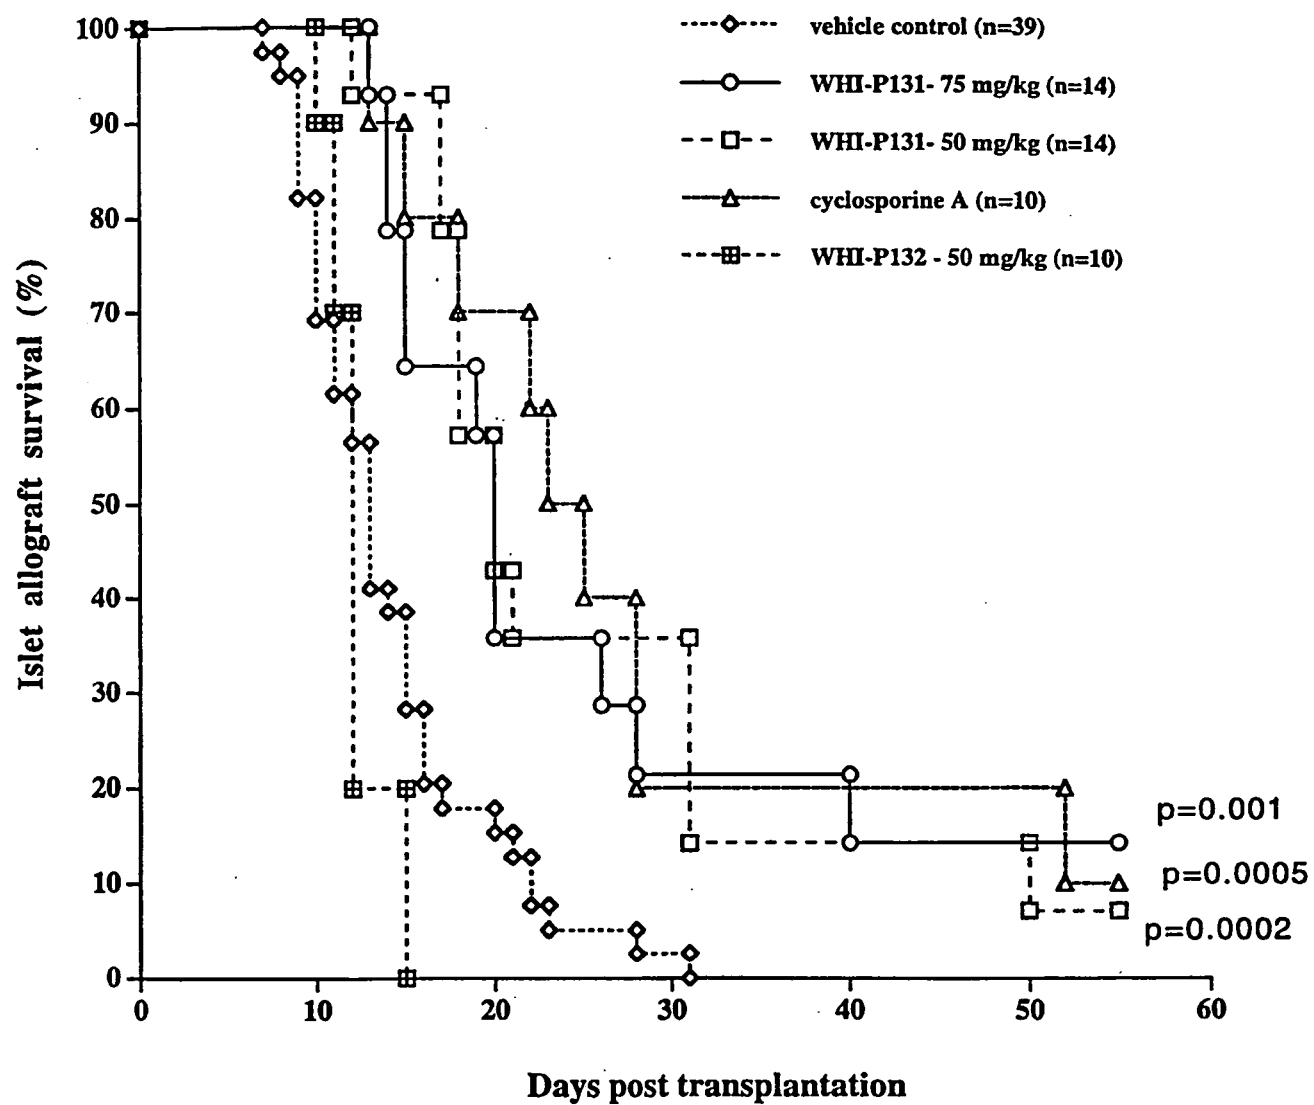 vehicle control (n=39)
WHI-P131- 75 mg/kg (n=14)
WHI-P131- 50 mg/kg (n=14)
cyclosporine A (n=10)
WHI-P132 - 50 mg/kg (n=10)
Islet allograft survival (%)
100
90
80
70
60
50
40
30
20
10
0
p=0.001
p=0.0005
p=0.0002
0 10 20 30 40 50 60
Days post transplantation